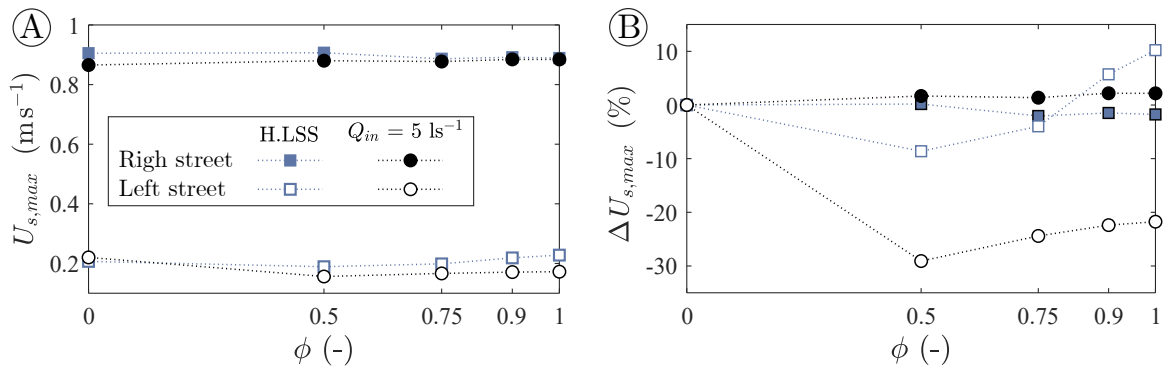 A
U_{s,max} (m s^{-1})
1
0.8
0.6
0.4
0.2
H.LSS Q_{in} = 5 ls^{-1}
Righ street
Left street
0 0.5 0.75 0.9 1
ϕ (-)
B
ΔU_{s,max} (%)
10
0
-10
-20
-30
0 0.5 0.75 0.9 1
ϕ (-)